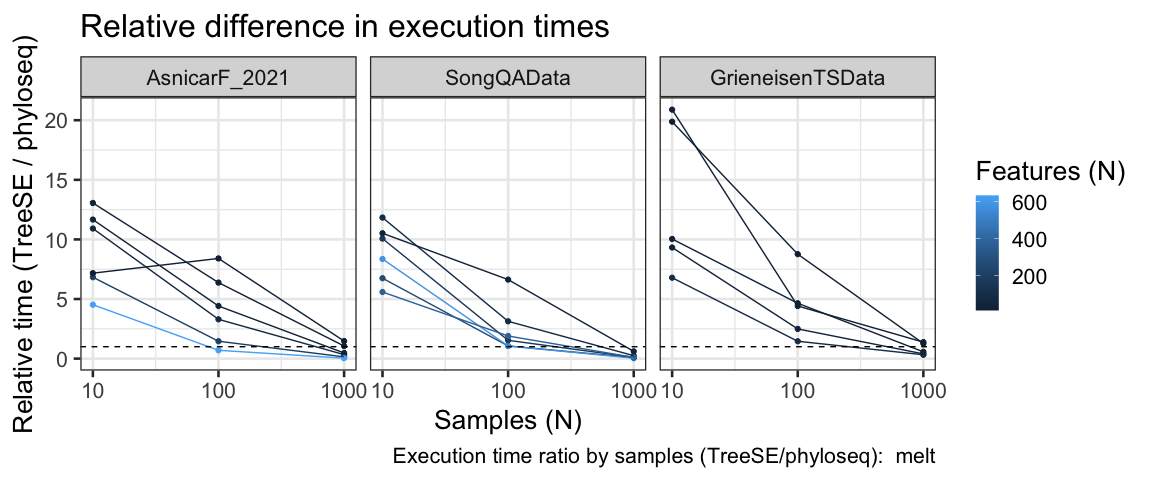 Relative difference in execution times
AsnicarF_2021 SongQAData GrieneisenTSData
Relative time (TreeSE / phyloseq)
20
15
10
5
0
10 100 1000 10 100 1000 10 100 1000
Samples (N)
Execution time ratio by samples (TreeSE/phyloseq):  melt
Features (N)
600
400
200